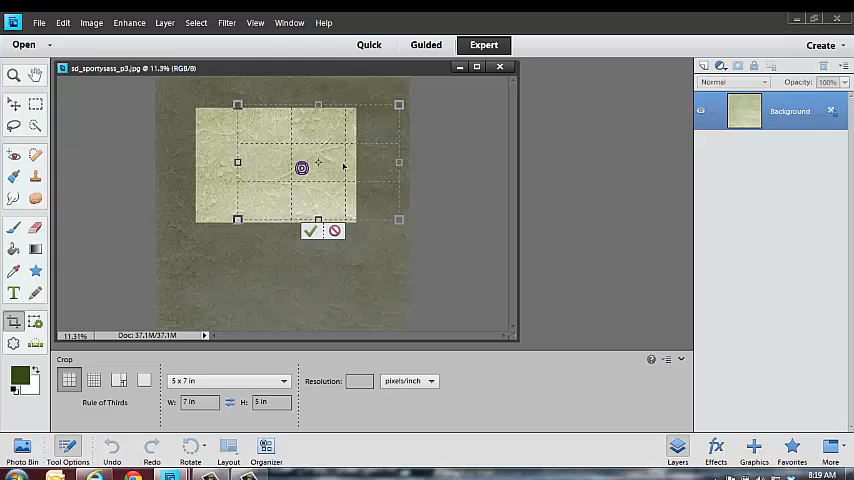 File Edit Image Enhance Layer Select Filter View Window Help
Open Quick Guided Expert Create
sd_sportysass_p3.jpg @ 11.3% (RGB/8)
Normal Opacity: 100%
Background
11.31% Doc: 37.1M/37.1M
Crop
5 x 7 in Resolution: pixels/inch
Rule of Thirds W: 7 in H: 5 in
Photo Bin Tool Options Undo Redo Rotate Layout Organizer Layers Effects Graphics Favorites More
8:19 AM